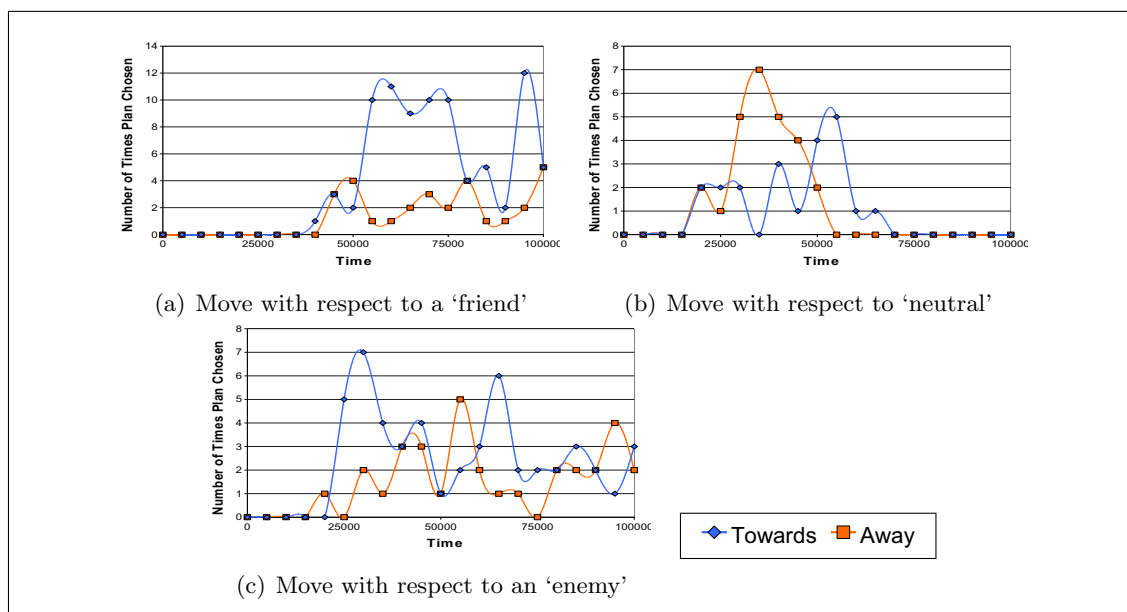 14
12
10
8
6
4
2
0
Number of Times Plan Chosen
0 25000 50000 75000 100000
Time
(a) Move with respect to a ‘friend’
8
7
6
5
4
3
2
1
0
Number of Times Plan Chosen
0 25000 50000 75000 100000
Time
(b) Move with respect to ‘neutral’
8
7
6
5
4
3
2
1
0
Number of Times Plan Chosen
0 25000 50000 75000 100000
Time
(c) Move with respect to an ‘enemy’
Towards Away